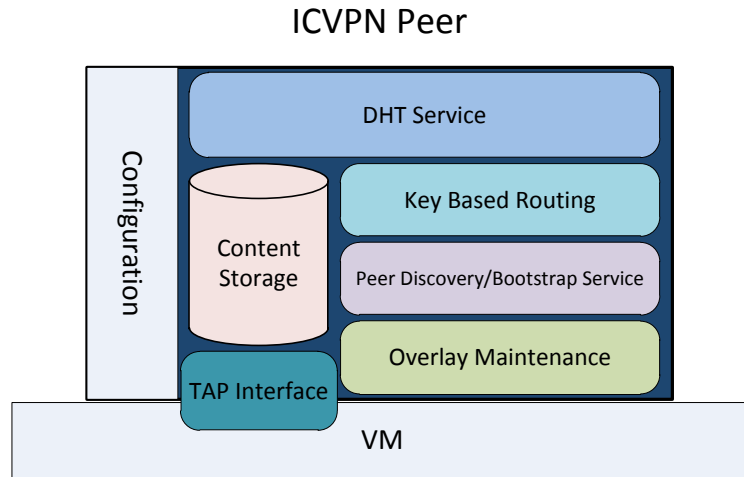 ICVPN Peer
Configuration
DHT Service
Key Based Routing
Content
Storage
Peer Discovery/Bootstrap Service
Overlay Maintenance
TAP Interface
VM